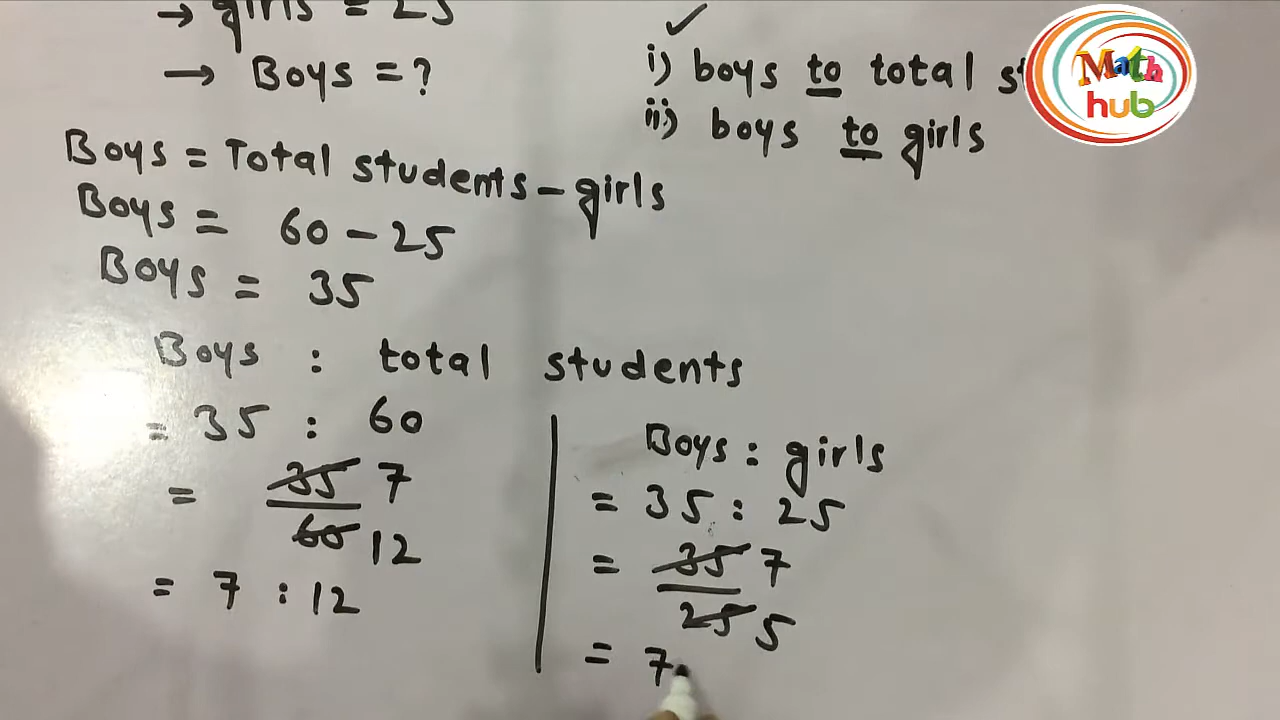 → girls = 25
→ Boys = ?
Boys = Total students - girls
Boys = 60 - 25
Boys = 35
i) boys to total
ii) boys to girls
Math
hub
Boys : total students
= 35 : 60
= 35/60 7/12
= 7 : 12
Boys : girls
= 35 : 25
= 35/25 7/5
= 7